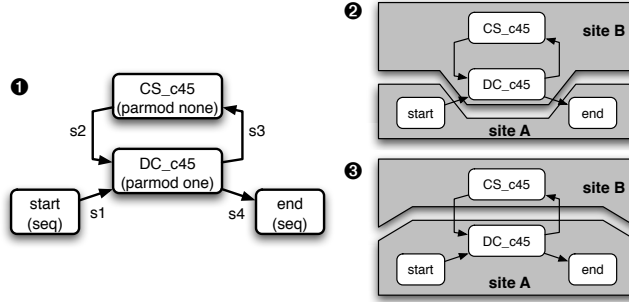 ❶
CS_c45
(parmod none)
s2
s3
DC_c45
(parmod one)
start
(seq)
s1
s4
end
(seq)
❷
CS_c45
site B
DC_c45
start
end
site A
❸
CS_c45
site B
DC_c45
start
end
site A